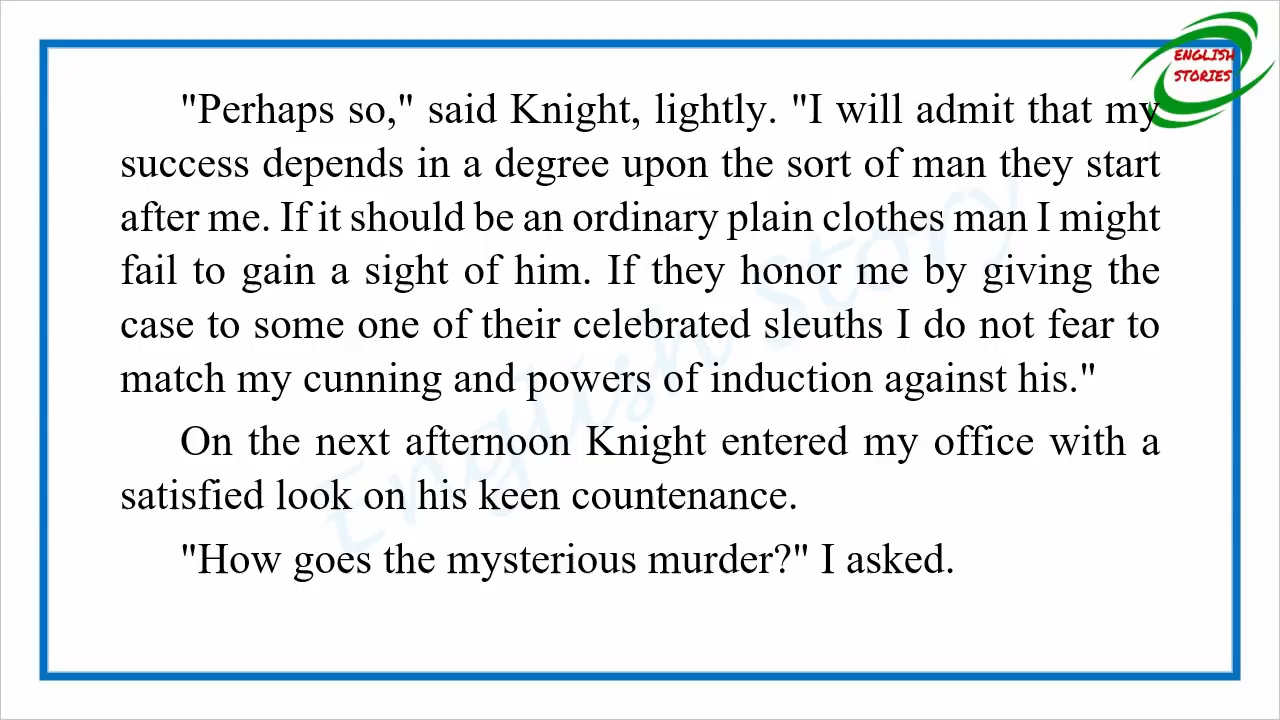 ENGLISH
STORIES
"Perhaps so," said Knight, lightly. "I will admit that my
success depends in a degree upon the sort of man they start
after me. If it should be an ordinary plain clothes man I might
fail to gain a sight of him. If they honor me by giving the
case to some one of their celebrated sleuths I do not fear to
match my cunning and powers of induction against his."
On the next afternoon Knight entered my office with a
satisfied look on his keen countenance.
"How goes the mysterious murder?" I asked.
English Story